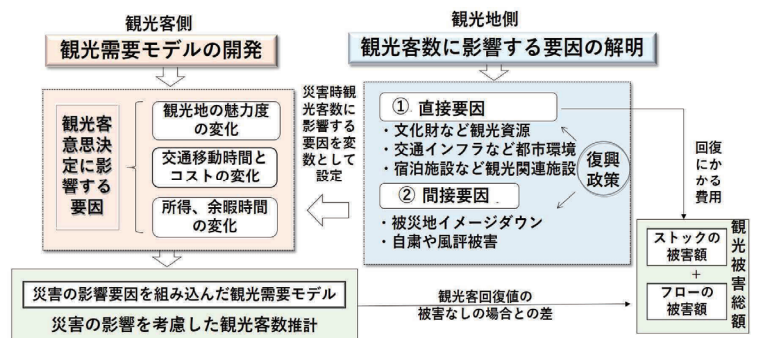 観光客側
観光需要モデルの開発
観光客
意思決
定に影
響する
要因
観光地の魅力度
の変化
交通移動時間と
コストの変化
所得、余暇時間
の変化
災害時観
光客数に
影響する
要因を変
数として
設定
観光地側
観光客数に影響する要因の解明
① 直接要因
・文化財など観光資源
・交通インフラなど都市環境
・宿泊施設など観光関連施設
② 間接要因
・被災地イメージダウン
・自粛や風評被害
復興
政策
回復
にか
かる
費用
災害の影響要因を組み込んだ観光需要モデル
災害の影響を考慮した観光客数推計
観光客回復値の
被害なしの場合との差
ストックの
被害額
+
フローの
被害額
観光被害総額